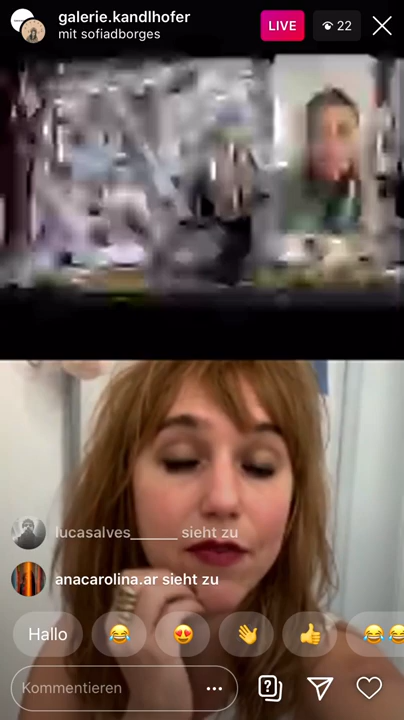 galerie.kandlhofer
mit sofiadborges
LIVE
22
lucasalves______ sieht zu
anacarolina.ar sieht zu
Hallo
Kommentieren